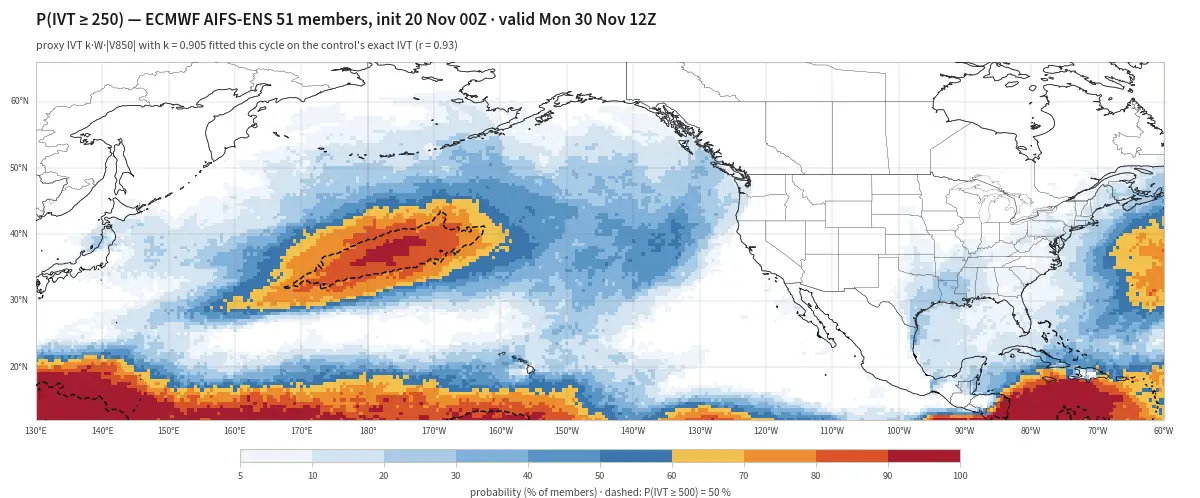 P(IVT ≥ 250) — ECMWF AIFS-ENS 51 members, init 20 Nov 00Z · valid Mon 30 Nov 12Z
proxy IVT k·W·|V850| with k = 0.905 fitted this cycle on the control's exact IVT (r = 0.93)
60°N
50°N
40°N
30°N
20°N
130°E 140°E 150°E 160°E 170°E 180° 170°W 160°W 150°W 140°W 130°W 120°W 110°W 100°W 90°W 80°W 70°W 60°W
5 10 20 30 40 50 60 70 80 90 100
probability (% of members) · dashed: P(IVT ≥ 500) = 50 %